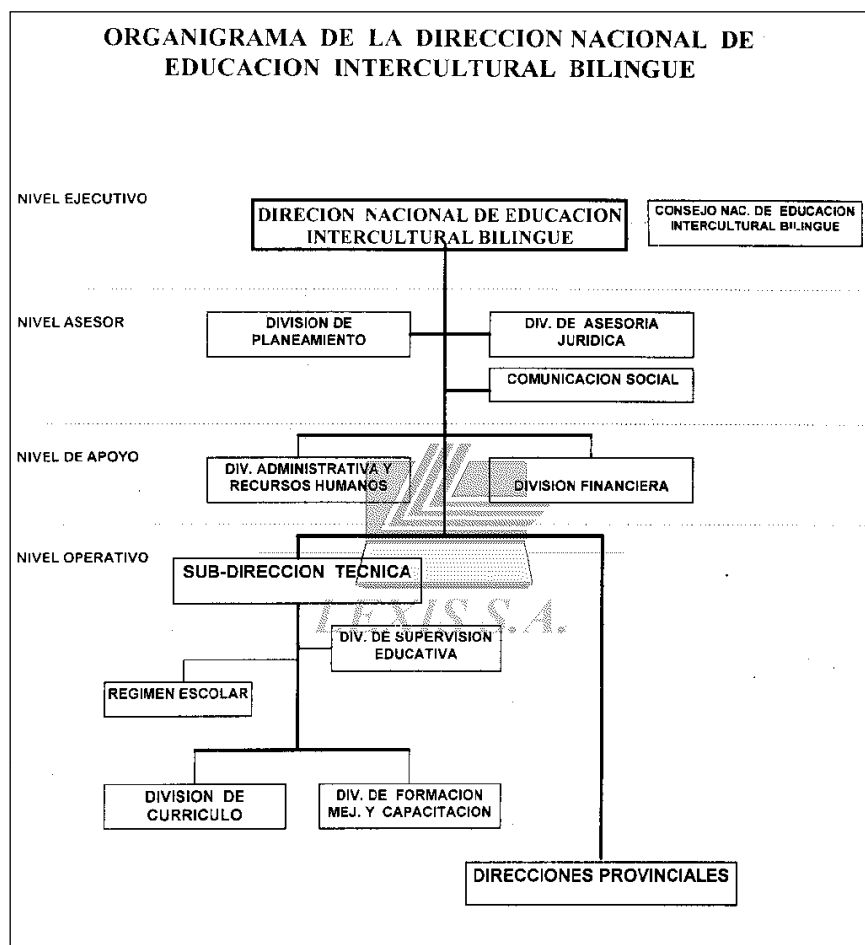 ORGANIGRAMA DE LA DIRECCION NACIONAL DE
EDUCACION INTERCULTURAL BILINGUE
NIVEL EJECUTIVO
DIRECION NACIONAL DE EDUCACION
INTERCULTURAL BILINGUE
CONSEJO NAC. DE EDUCACION
INTERCULTURAL BILINGUE
NIVEL ASESOR
DIVISION DE
PLANEAMIENTO
DIV. DE ASESORIA
JURIDICA
COMUNICACION SOCIAL
NIVEL DE APOYO
DIV. ADMINISTRATIVA Y
RECURSOS HUMANOS
DIVISION FINANCIERA
NIVEL OPERATIVO
SUB-DIRECCION TECNICA
LEXIS S.A.
DIV. DE SUPERVISION
EDUCATIVA
REGIMEN ESCOLAR
DIVISION DE
CURRICULO
DIV. DE FORMACION
MEJ. Y CAPACITACION
DIRECCIONES PROVINCIALES